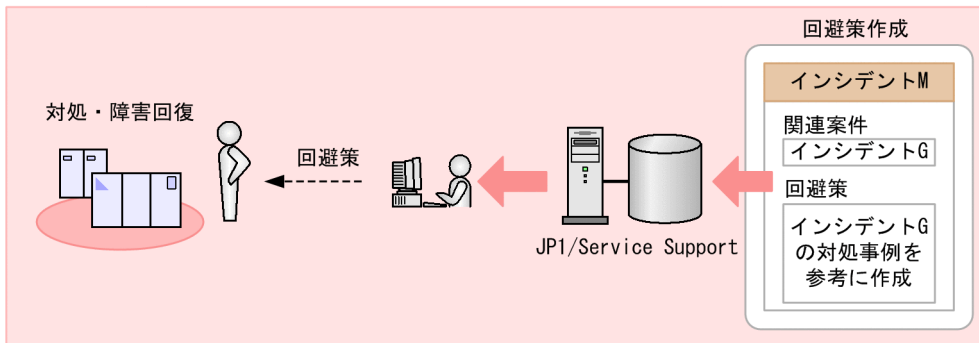 回避策作成
インシデントM
対処・障害回復
関連案件
インシデントG
回避策
回避策
インシデントG
の対処事例を
参考に作成
JP1/Service Support